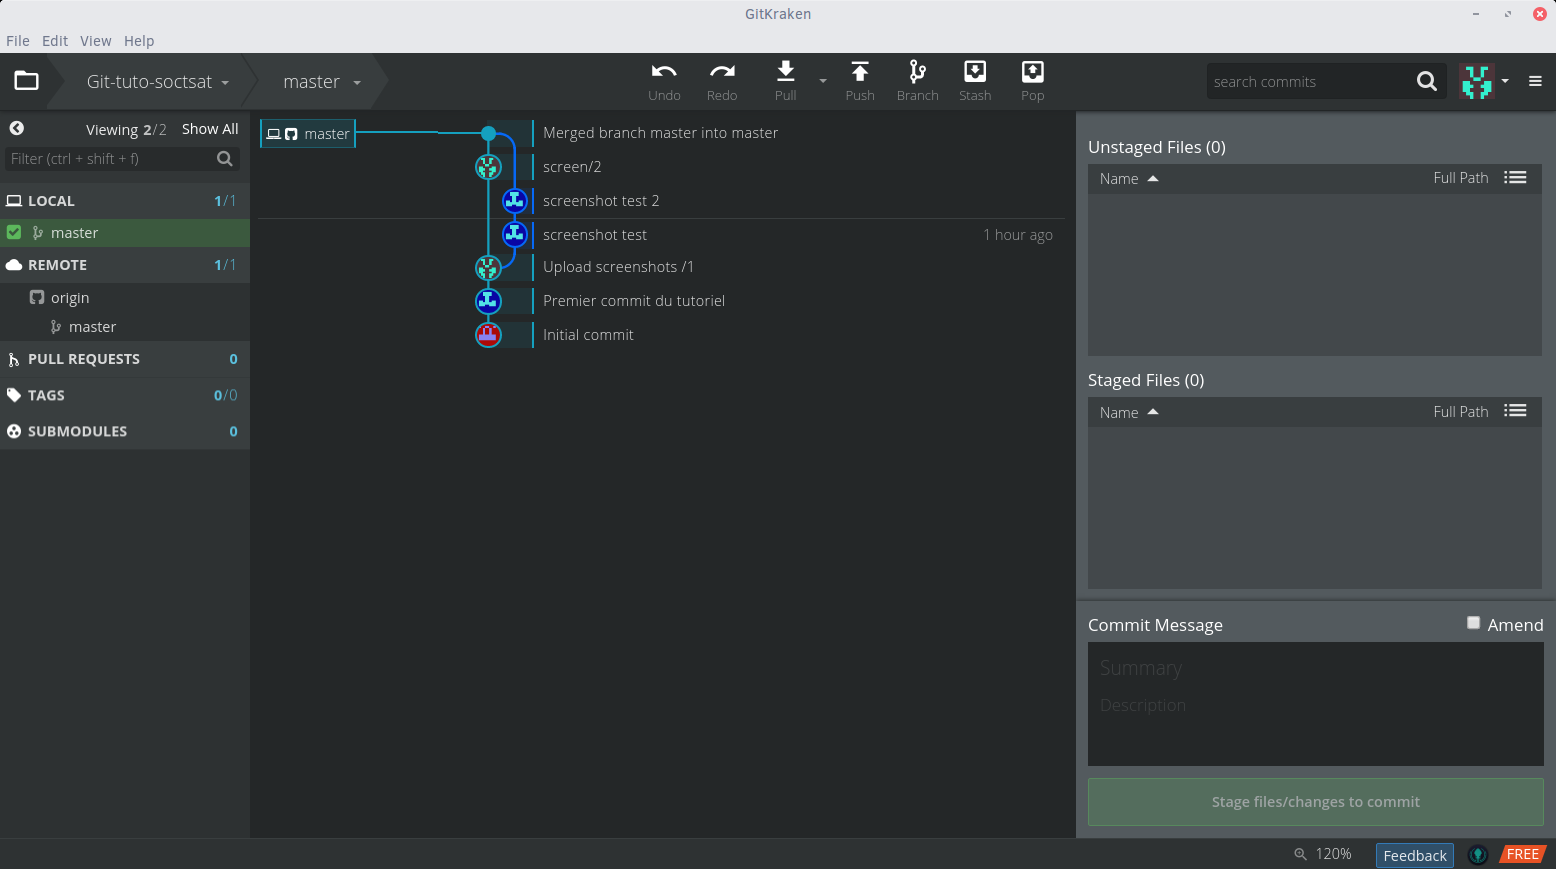 GitKraken
File Edit View Help
Git-tuto-soctsat master
Undo Redo Pull Push Branch Stash Pop
search commits
Viewing 2/2 Show All
Filter (ctrl + shift + f)
LOCAL 1/1
master
REMOTE 1/1
origin
master
PULL REQUESTS 0
TAGS 0/0
SUBMODULES 0
master Merged branch master into master
screen/2
screenshot test 2
screenshot test 1 hour ago
Upload screenshots /1
Premier commit du tutoriel
Initial commit
Unstaged Files (0)
Name Full Path
Staged Files (0)
Name Full Path
Commit Message Amend
Summary
Description
Stage files/changes to commit
120% Feedback FREE